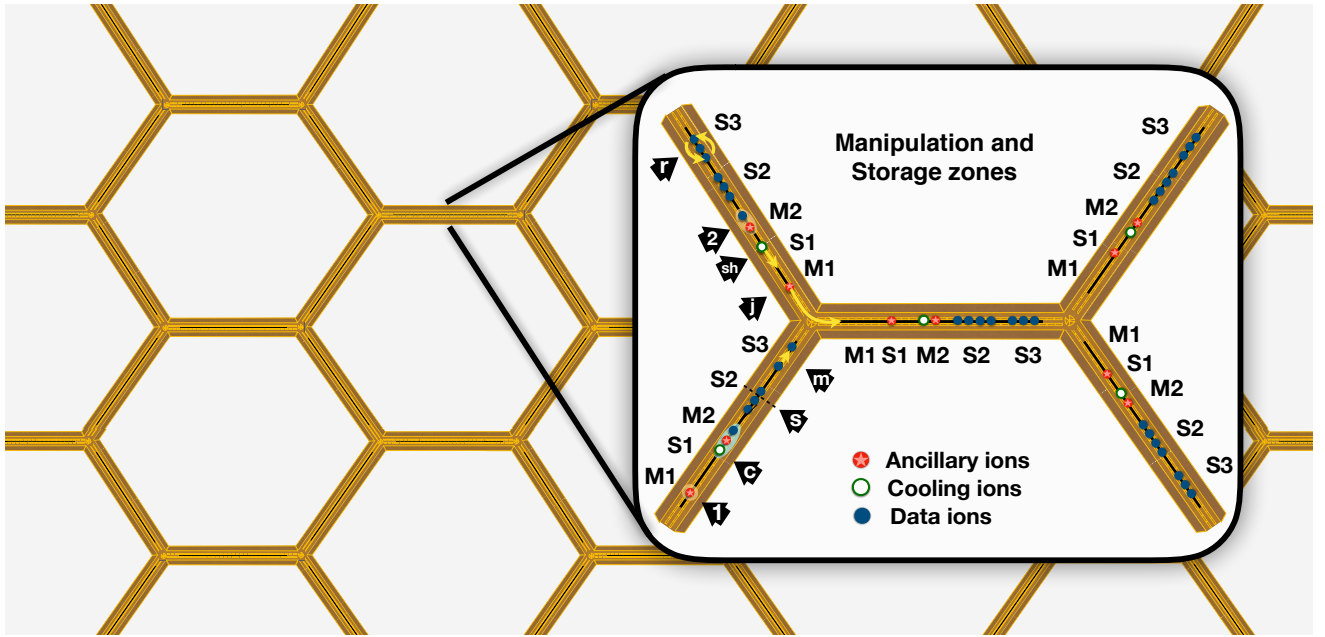 S3
S3
Manipulation and
Storage zones
r
S2
S2
M2
M2
2
S1
S1
sh
M1
M1
j
M1
S3
M1 S1 M2 S2 S3
S1
S2
m
M2
M2
s
S2
S1
Ancillary ions
S3
M1
c
Cooling ions
1
Data ions